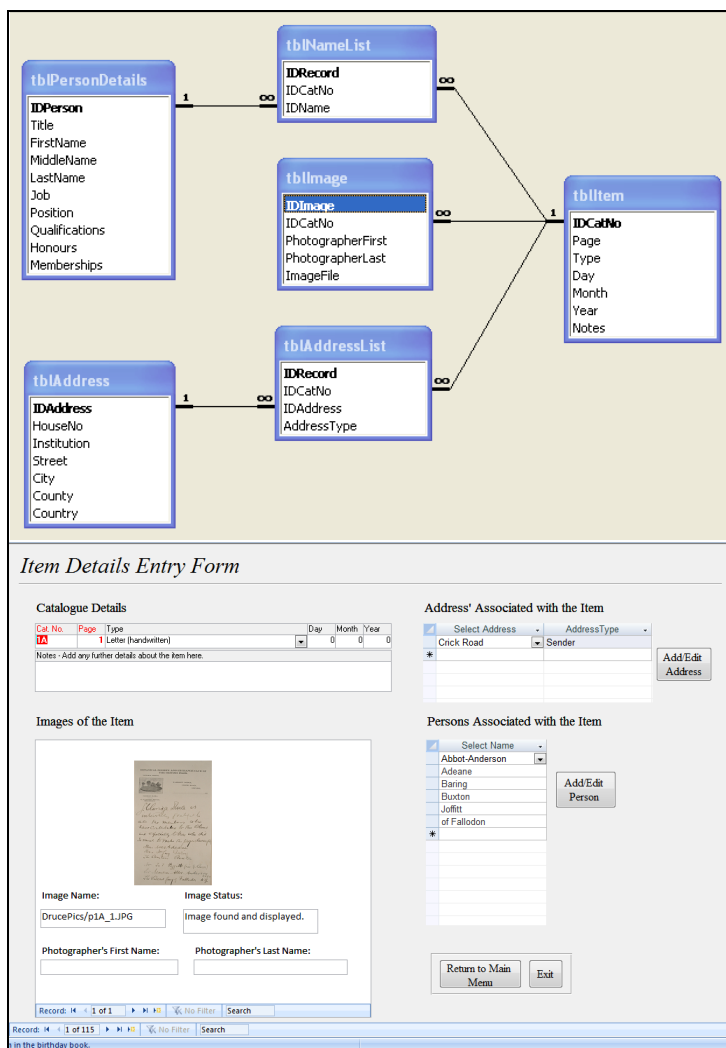 tblPersonDetails
IDPerson
Title
FirstName
MiddleName
LastName
Job
Position
Qualifications
Honours
Memberships
1
∞
tblNameList
IDRecord
IDCatNo
IDName
∞
tblImage
IDImage
IDCatNo
PhotographerFirst
PhotographerLast
ImageFile
∞
1
tblItem
IDCatNo
Page
Type
Day
Month
Year
Notes
tblAddress
IDAddress
HouseNo
Institution
Street
City
County
Country
1
∞
tblAddressList
IDRecord
IDCatNo
IDAddress
AddressType
∞
Item Details Entry Form
Catalogue Details
Cat. No. Page Type Day Month Year
1A 1 Letter (handwritten) 0 0 0
Notes - Add any further details about the item here.
Address' Associated with the Item
Select Address AddressType
Crick Road Sender
Add/Edit
Address
Images of the Item
Image Name: Image Status:
DrucePics/p1A_1.JPG Image found and displayed.
Photographer's First Name: Photographer's Last Name:
Record: 1 of 1 No Filter Search
Persons Associated with the Item
Select Name
Abbot-Anderson
Adeane
Baring
Buxton
Joffitt
of Fallodon
Add/Edit
Person
Return to Main
Menu
Exit
Record: 1 of 115 No Filter Search
in the birthday book.